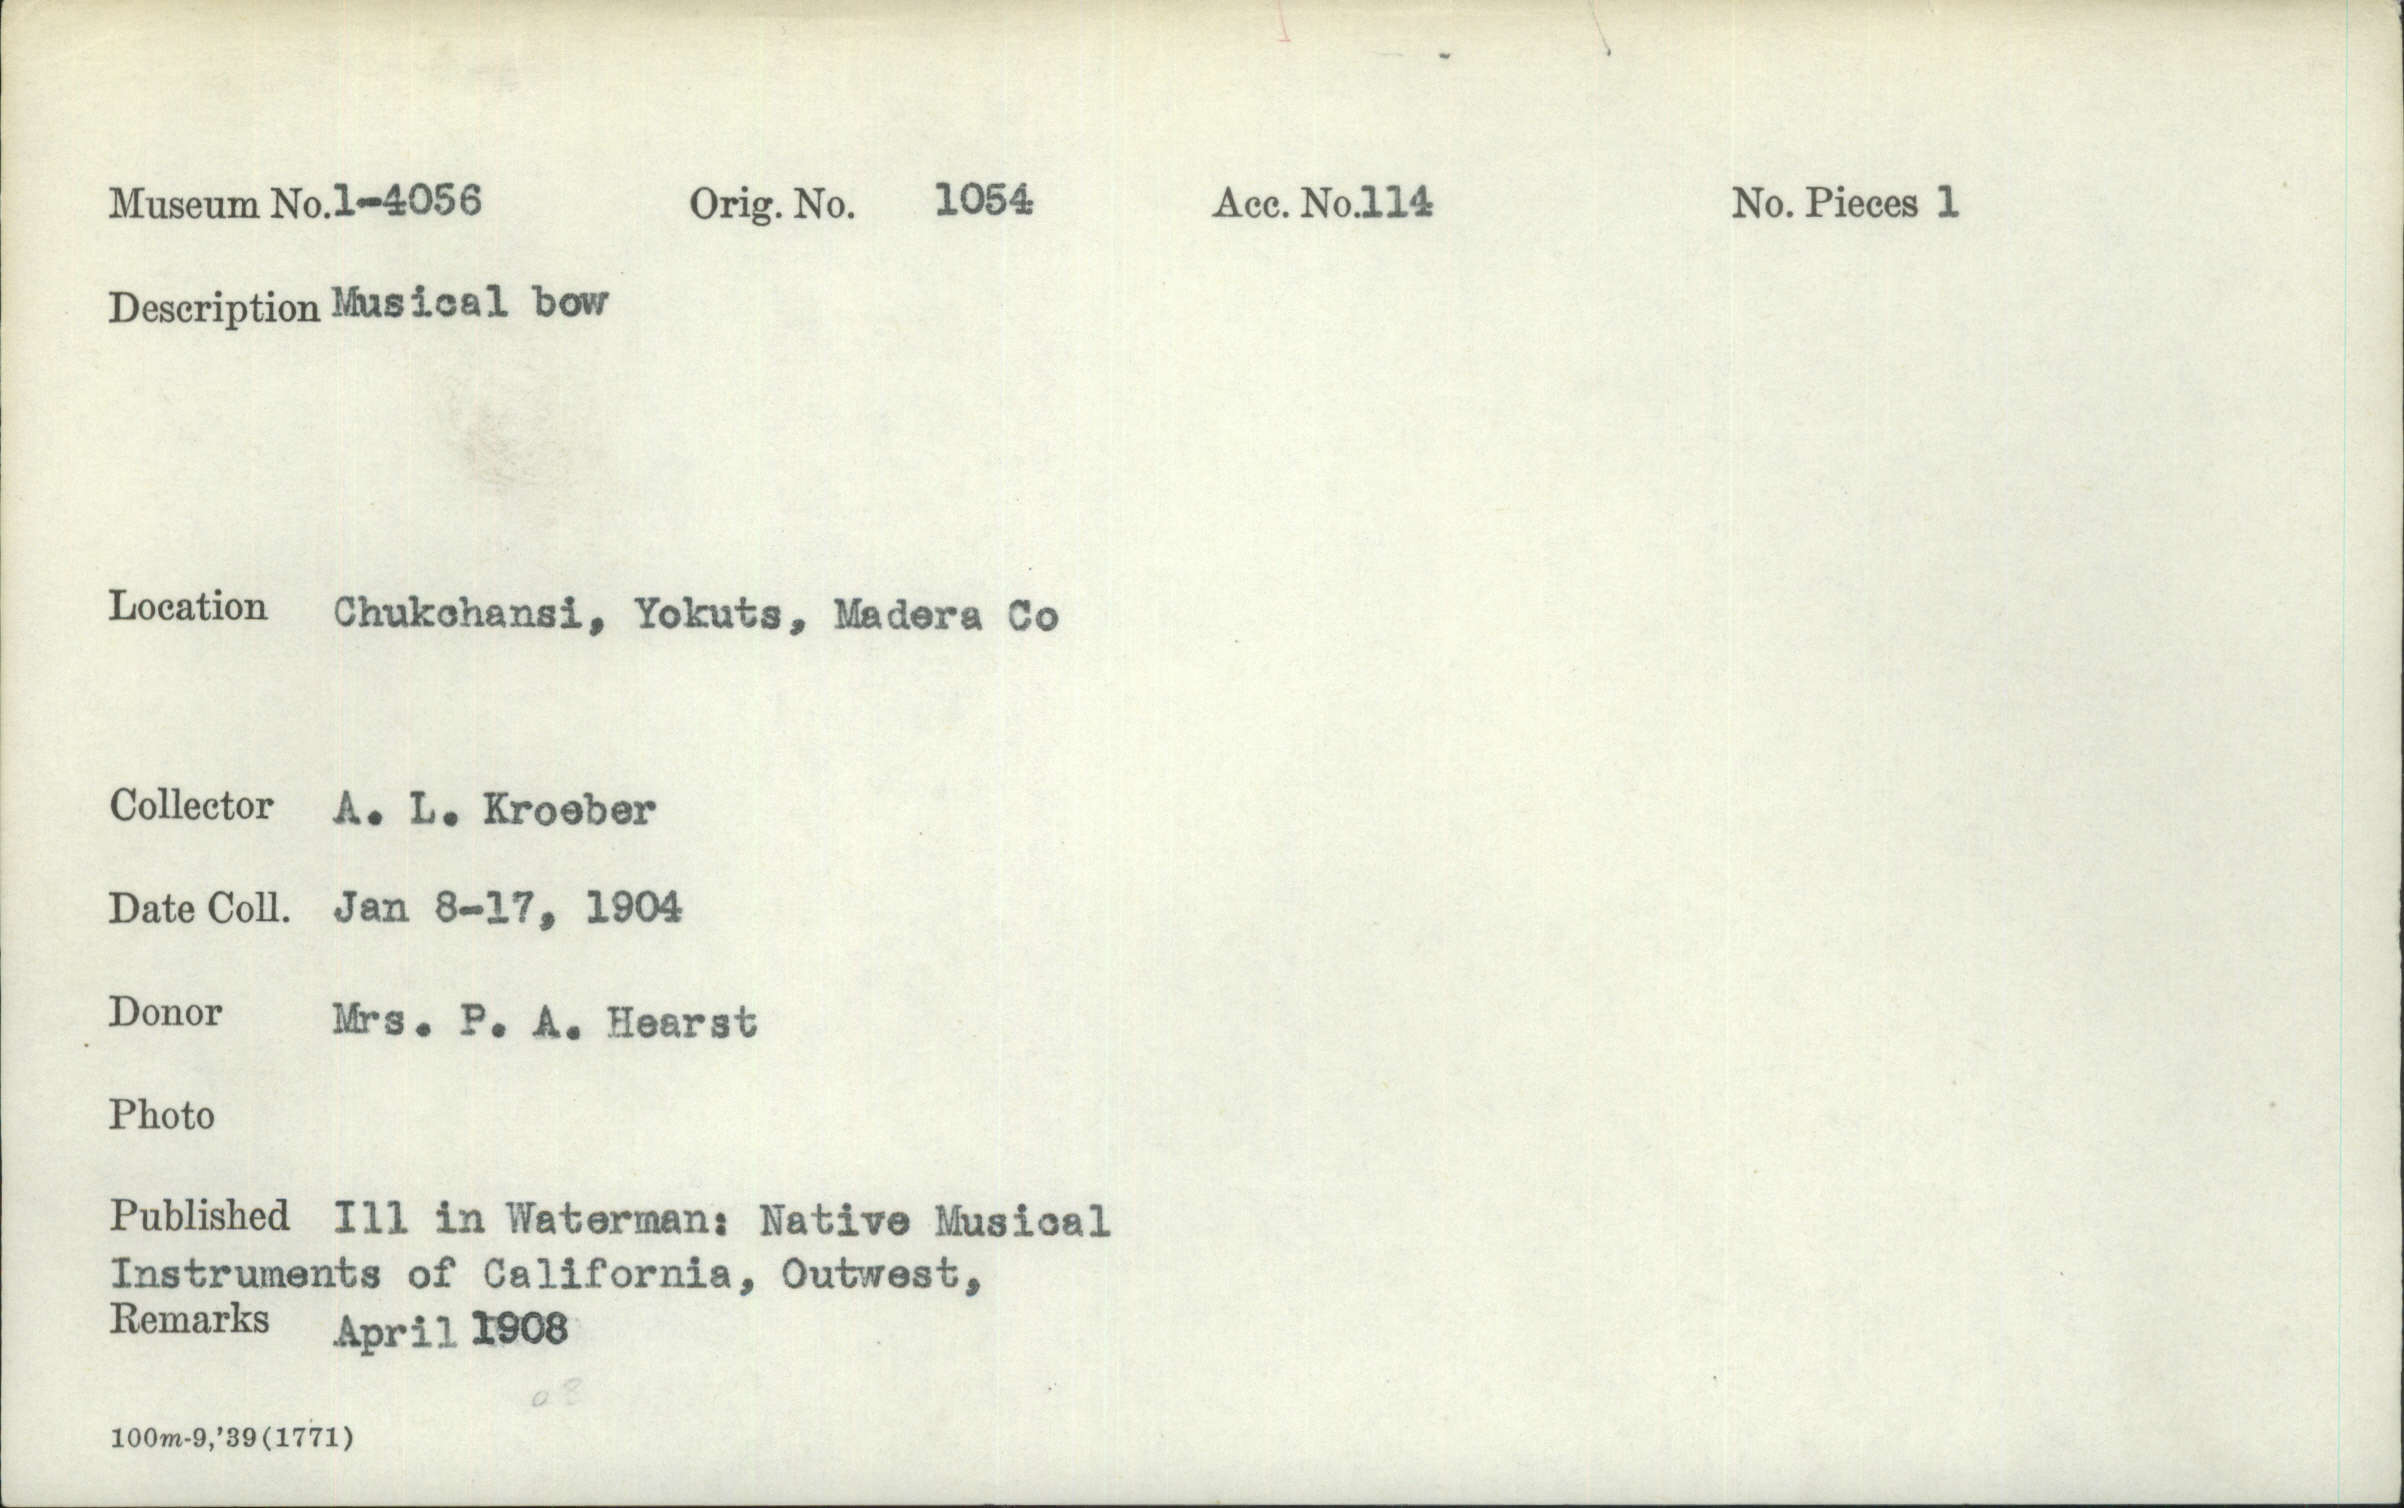 Museum No. 1-4056 Orig. No. 1054 Acc. No. 114 No. Pieces 1
Description Musical bow
Location Chukchansi, Yokuts, Madera Co
Collector A. L. Kroeber
Date Coll. Jan 8-17, 1904
Donor Mrs. P. A. Hearst
Photo
Published Ill in Waterman: Native Musical
Instruments of California, Outwest,
Remarks April 1908
08
100m-9,'39(1771)